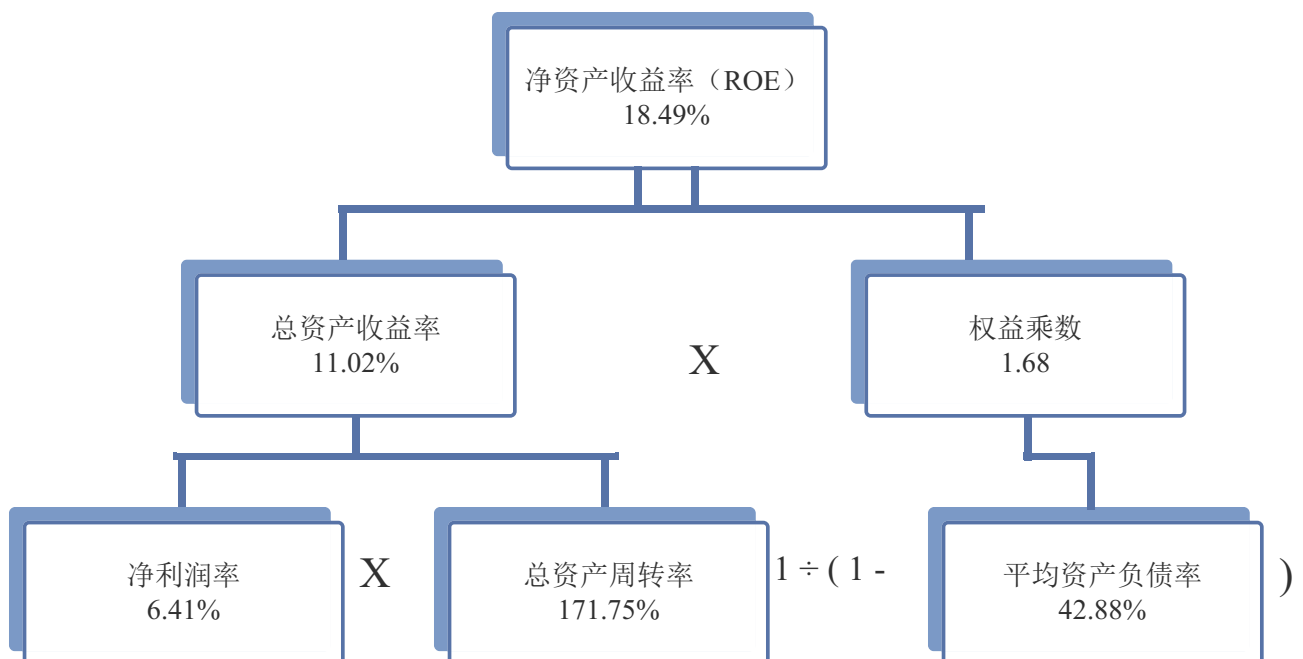 净资产收益率（ROE）
18.49%
总资产收益率
11.02%
X
权益乘数
1.68
净利润率
6.41%
X
总资产周转率
171.75%
1 ÷ ( 1 -
平均资产负债率
42.88%
)